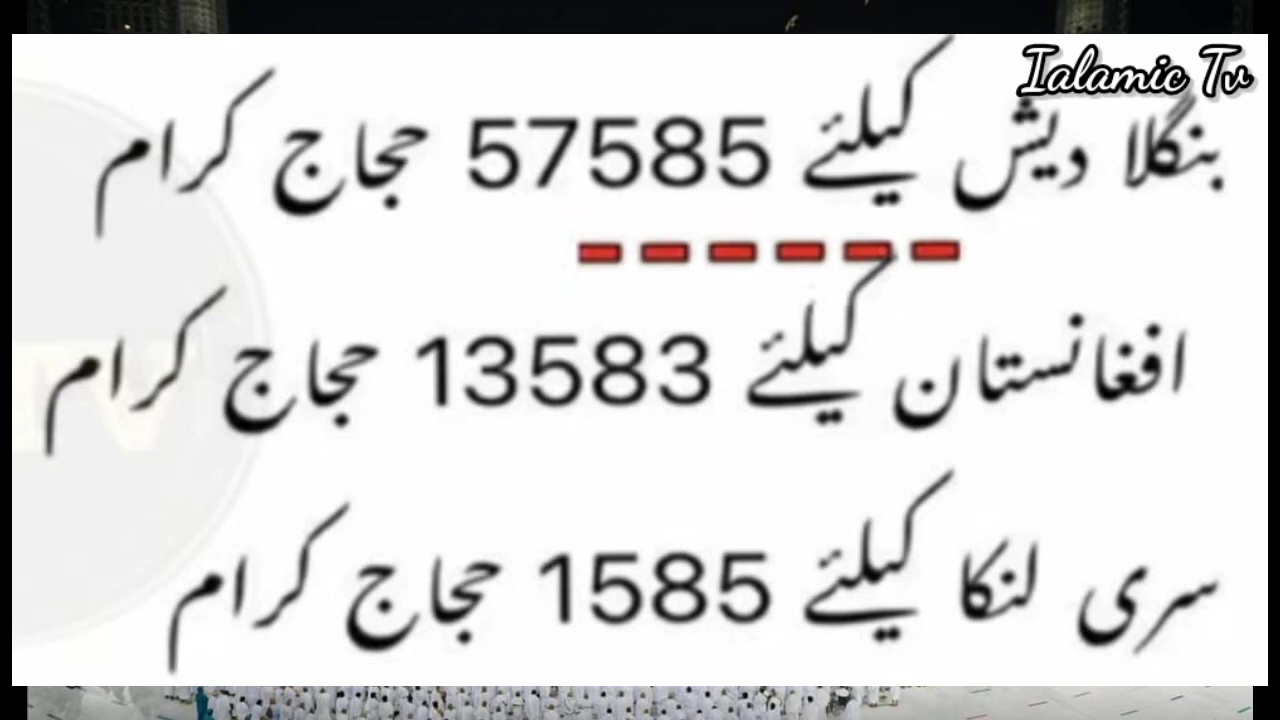 Ialamic Tv
بنگلا دیش کیلئے 57585 حجاج کرام
افغانستان کیلئے 13583 حجاج کرام
سری لنکا کیلئے 1585 حجاج کرام